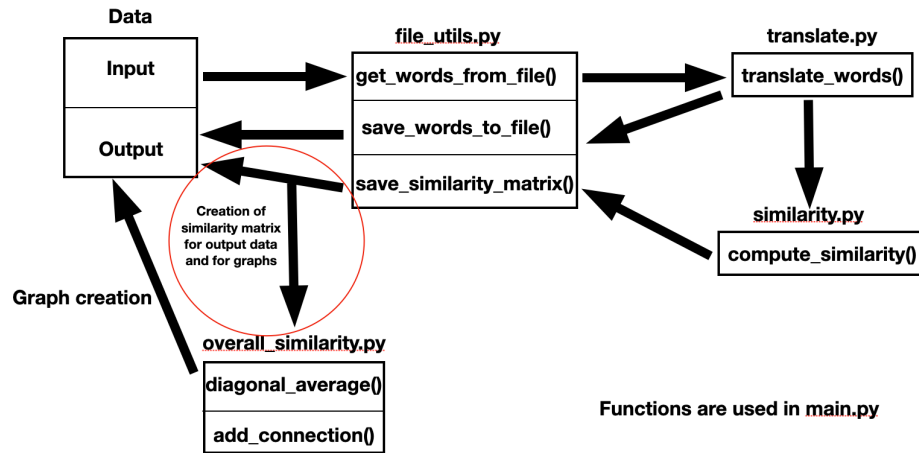 Data
Input
Output
file_utils.py
get_words_from_file()
save_words_to_file()
save_similarity_matrix()
translate.py
translate_words()
similarity.py
compute_similarity()
Creation of
similarity matrix
for output data
and for graphs
Graph creation
overall_similarity.py
diagonal_average()
add_connection()
Functions are used in main.py